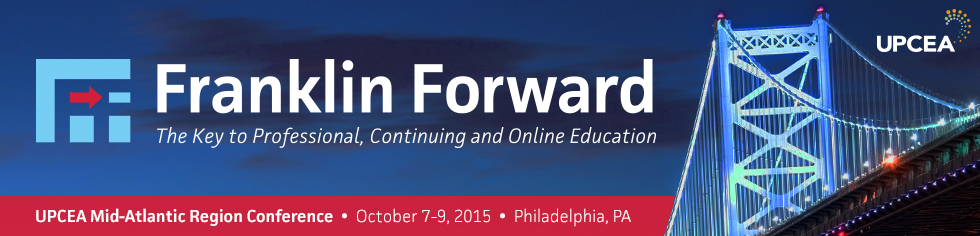 UPCEA
Franklin Forward
The Key to Professional, Continuing and Online Education
UPCEA Mid-Atlantic Region Conference • October 7-9, 2015 • Philadelphia, PA